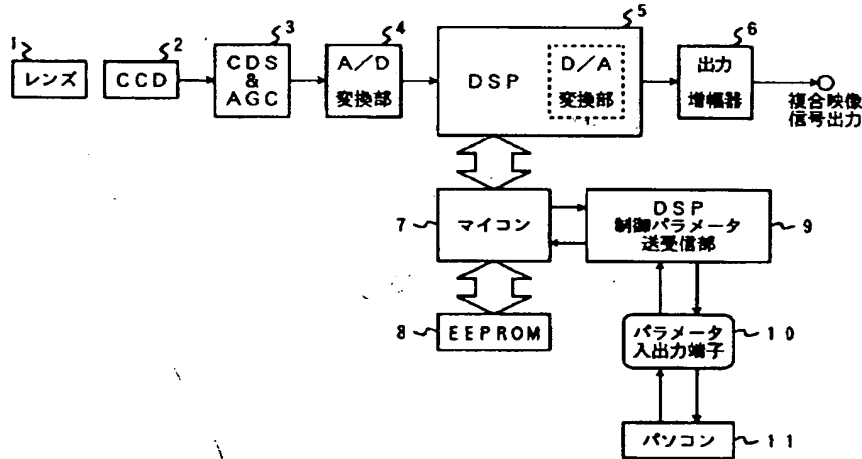 1
レンズ
2
CCD
3
CDS
&
AGC
4
A/D
変換部
5
DSP
D/A
変換部
6
出力
増幅器
複合映像
信号出力
7
マイコン
DSP
制御パラメータ
送受信部
9
8
EEPROM
パラメータ
入出力端子
10
パソコン
11